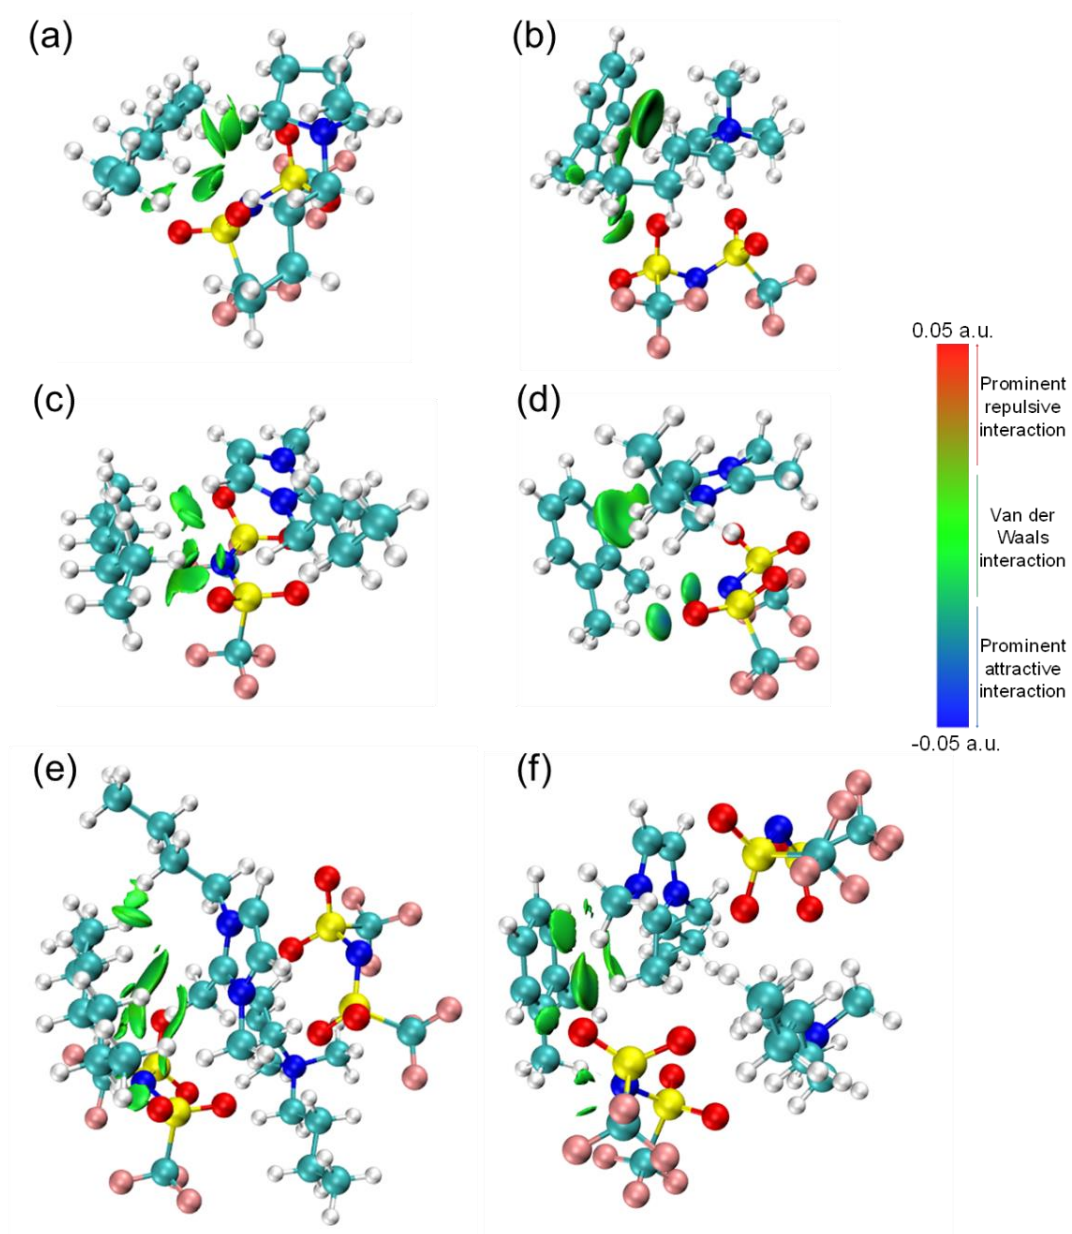 (a)
(b)
(c)
(d)
0.05 a.u.
Prominent
repulsive
interaction
Van der
Waals
interaction
Prominent
attractive
interaction
-0.05 a.u.
(e)
(f)